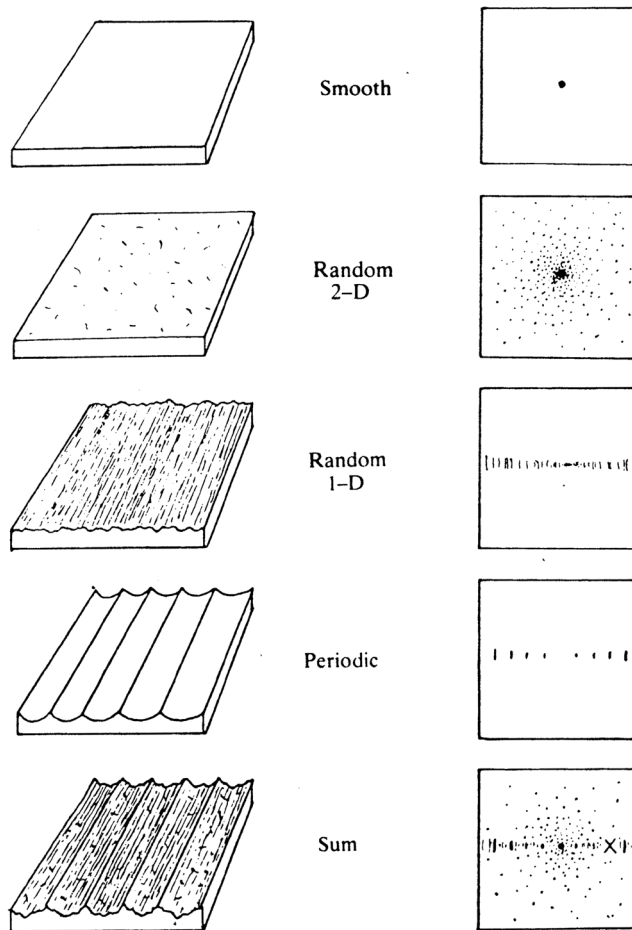 Smooth
Random
2–D
Random
1–D
Periodic
Sum
X